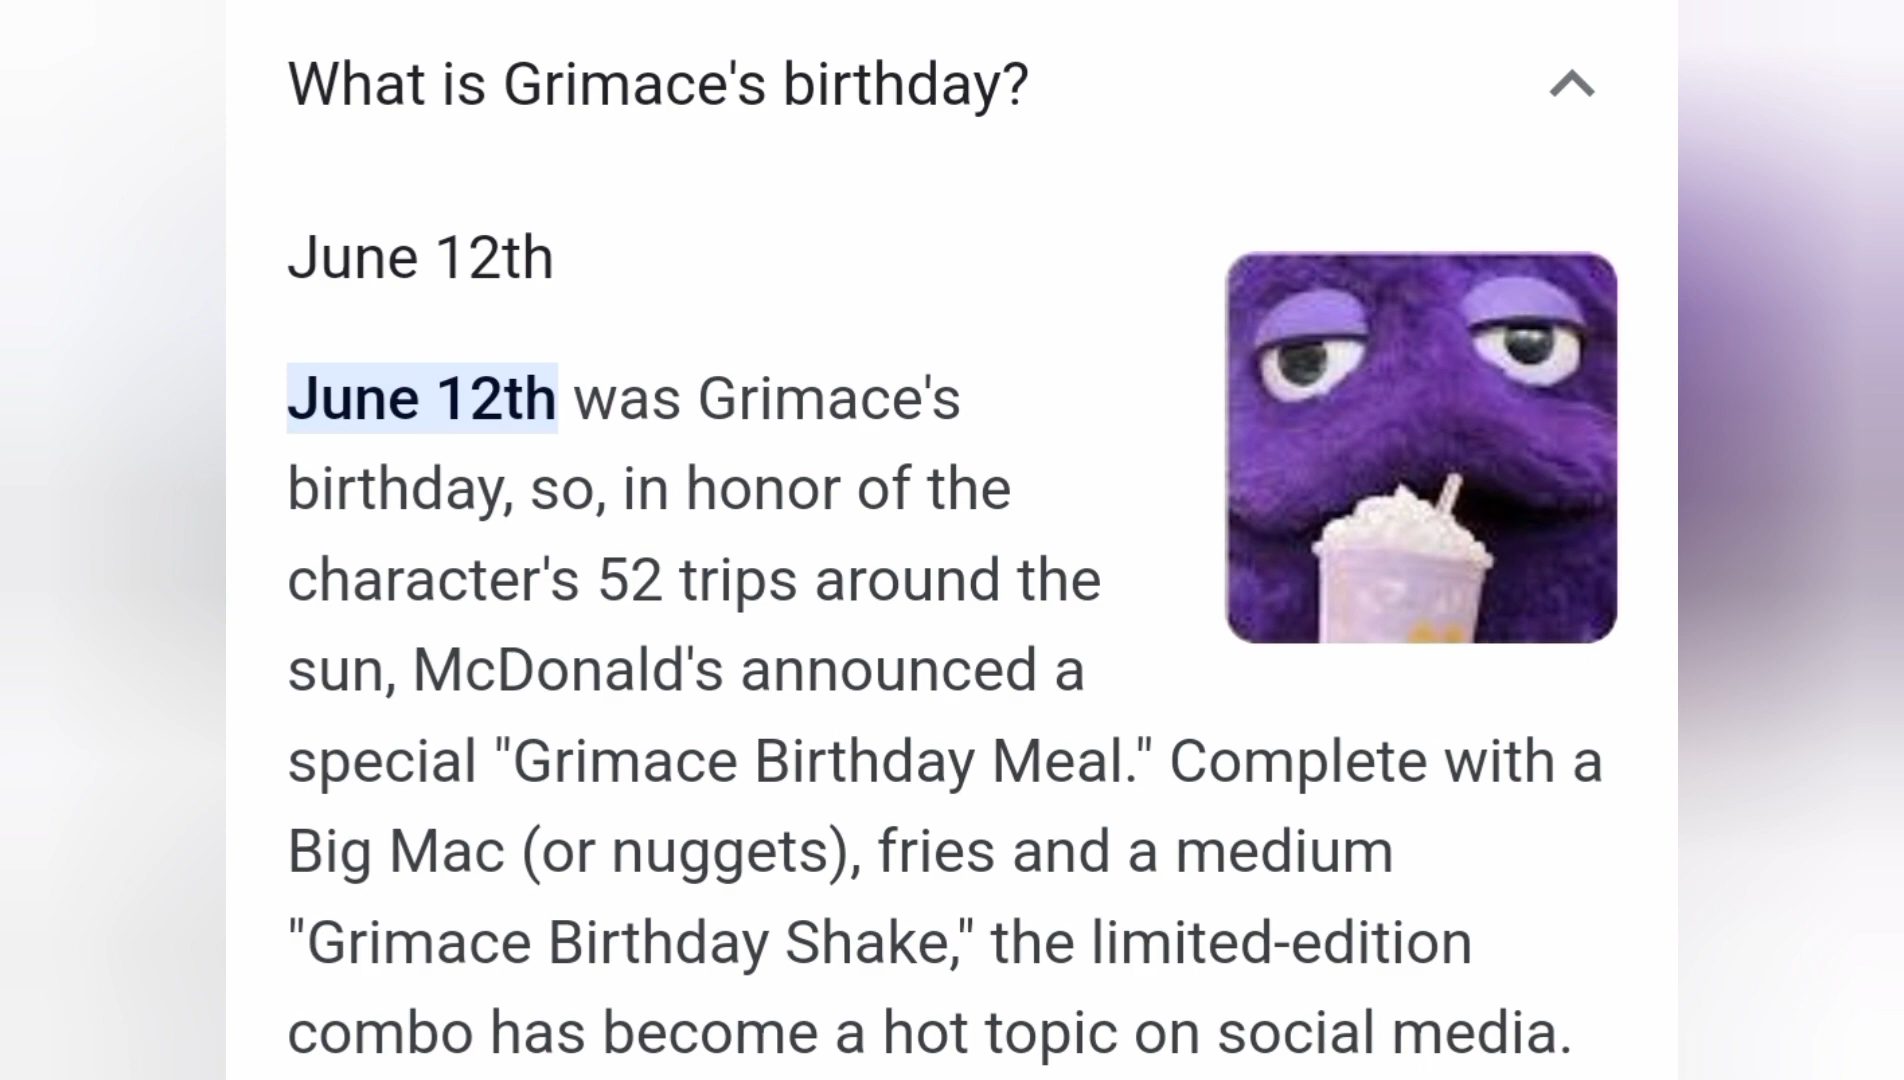 What is Grimace's birthday?
June 12th
June 12th was Grimace's
birthday, so, in honor of the
character's 52 trips around the
sun, McDonald's announced a
special "Grimace Birthday Meal." Complete with a
Big Mac (or nuggets), fries and a medium
"Grimace Birthday Shake," the limited-edition
combo has become a hot topic on social media.